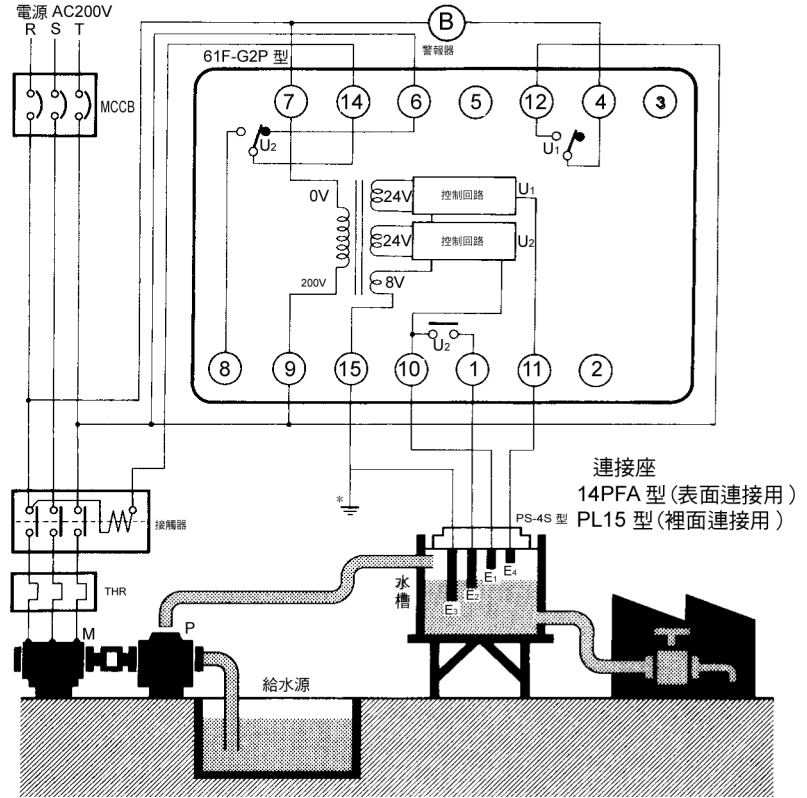 電源 AC200V
R S T
B
警報器
61F-G2P 型
MCCB
7 14 6 5 12 4 3
U2
U1
0V
24V 控制回路 U1
24V 控制回路 U2
200V
8V
U2
8 9 15 10 1 11 2
連接座
14PFA 型(表面連接用)
PL15 型(裡面連接用)
*
接觸器
PS-4S 型
THR
水槽
E1 E4
E3 E2
M
P
給水源